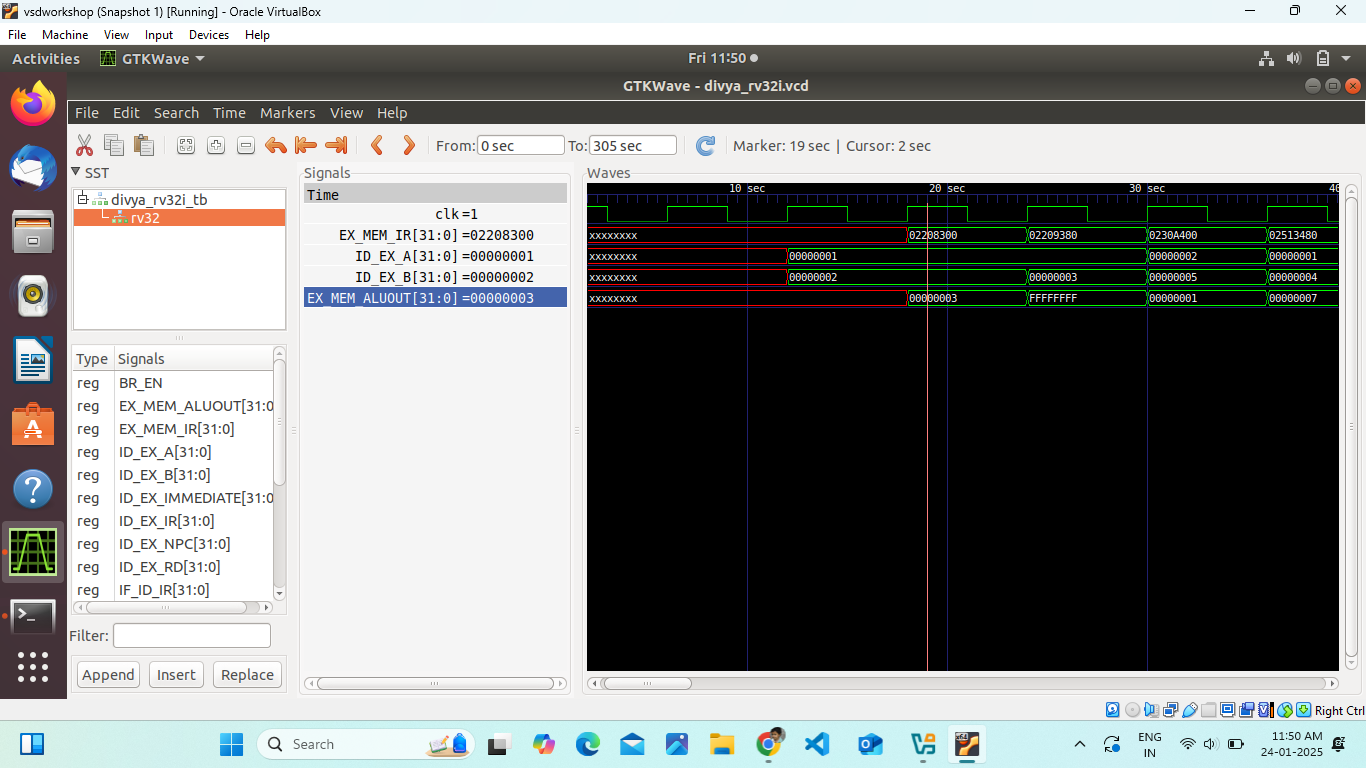 vsdworkshop (Snapshot 1) [Running] - Oracle VirtualBox
File Machine View Input Devices Help
Activities GTKWave Fri 11:50
GTKWave - divya_rv32i.vcd
File Edit Search Time Markers View Help
From: 0 sec To: 305 sec Marker: 19 sec | Cursor: 2 sec
SST
divya_rv32i_tb
rv32
Type Signals
reg BR_EN
reg EX_MEM_ALUOUT[31:0
reg EX_MEM_IR[31:0]
reg ID_EX_A[31:0]
reg ID_EX_B[31:0]
reg ID_EX_IMMEDIATE[31:0
reg ID_EX_IR[31:0]
reg ID_EX_NPC[31:0]
reg ID_EX_RD[31:0]
reg IF_ID_IR[31:0]
Filter:
Append Insert Replace
Signals
Time
clk =1
EX_MEM_IR[31:0] =02208300
ID_EX_A[31:0] =00000001
ID_EX_B[31:0] =00000002
EX_MEM_ALUOUT[31:0] =00000003
Waves
10 sec 20 sec 30 sec 40
xxxxxxxx 02208300 02209380 0230A400 02513480
xxxxxxxx 00000001 00000002 00000001
xxxxxxxx 00000002 00000003 00000005 00000004
xxxxxxxx 00000003 FFFFFFFF 00000001 00000007
Right Ctrl
Search
ENG
IN
11:50 AM
24-01-2025